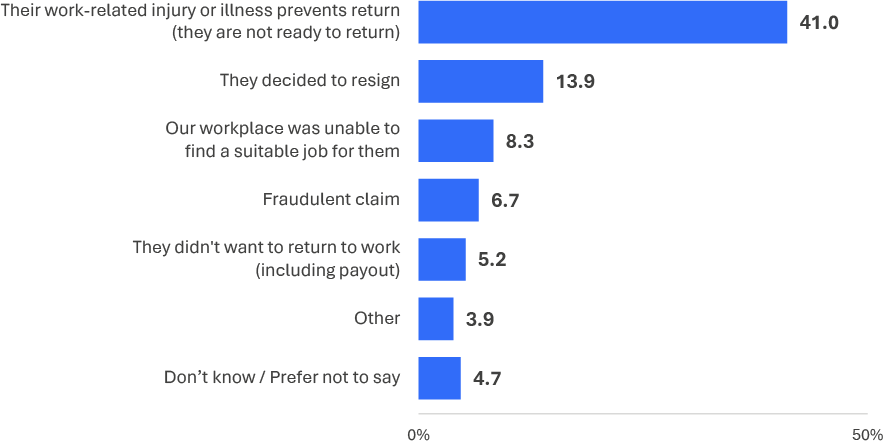 Their work-related injury or illness prevents return
(they are not ready to return)
41.0
They decided to resign
13.9
Our workplace was unable to
find a suitable job for them
8.3
Fraudulent claim
6.7
They didn't want to return to work
(including payout)
5.2
Other
3.9
Don’t know / Prefer not to say
4.7
0%
50%